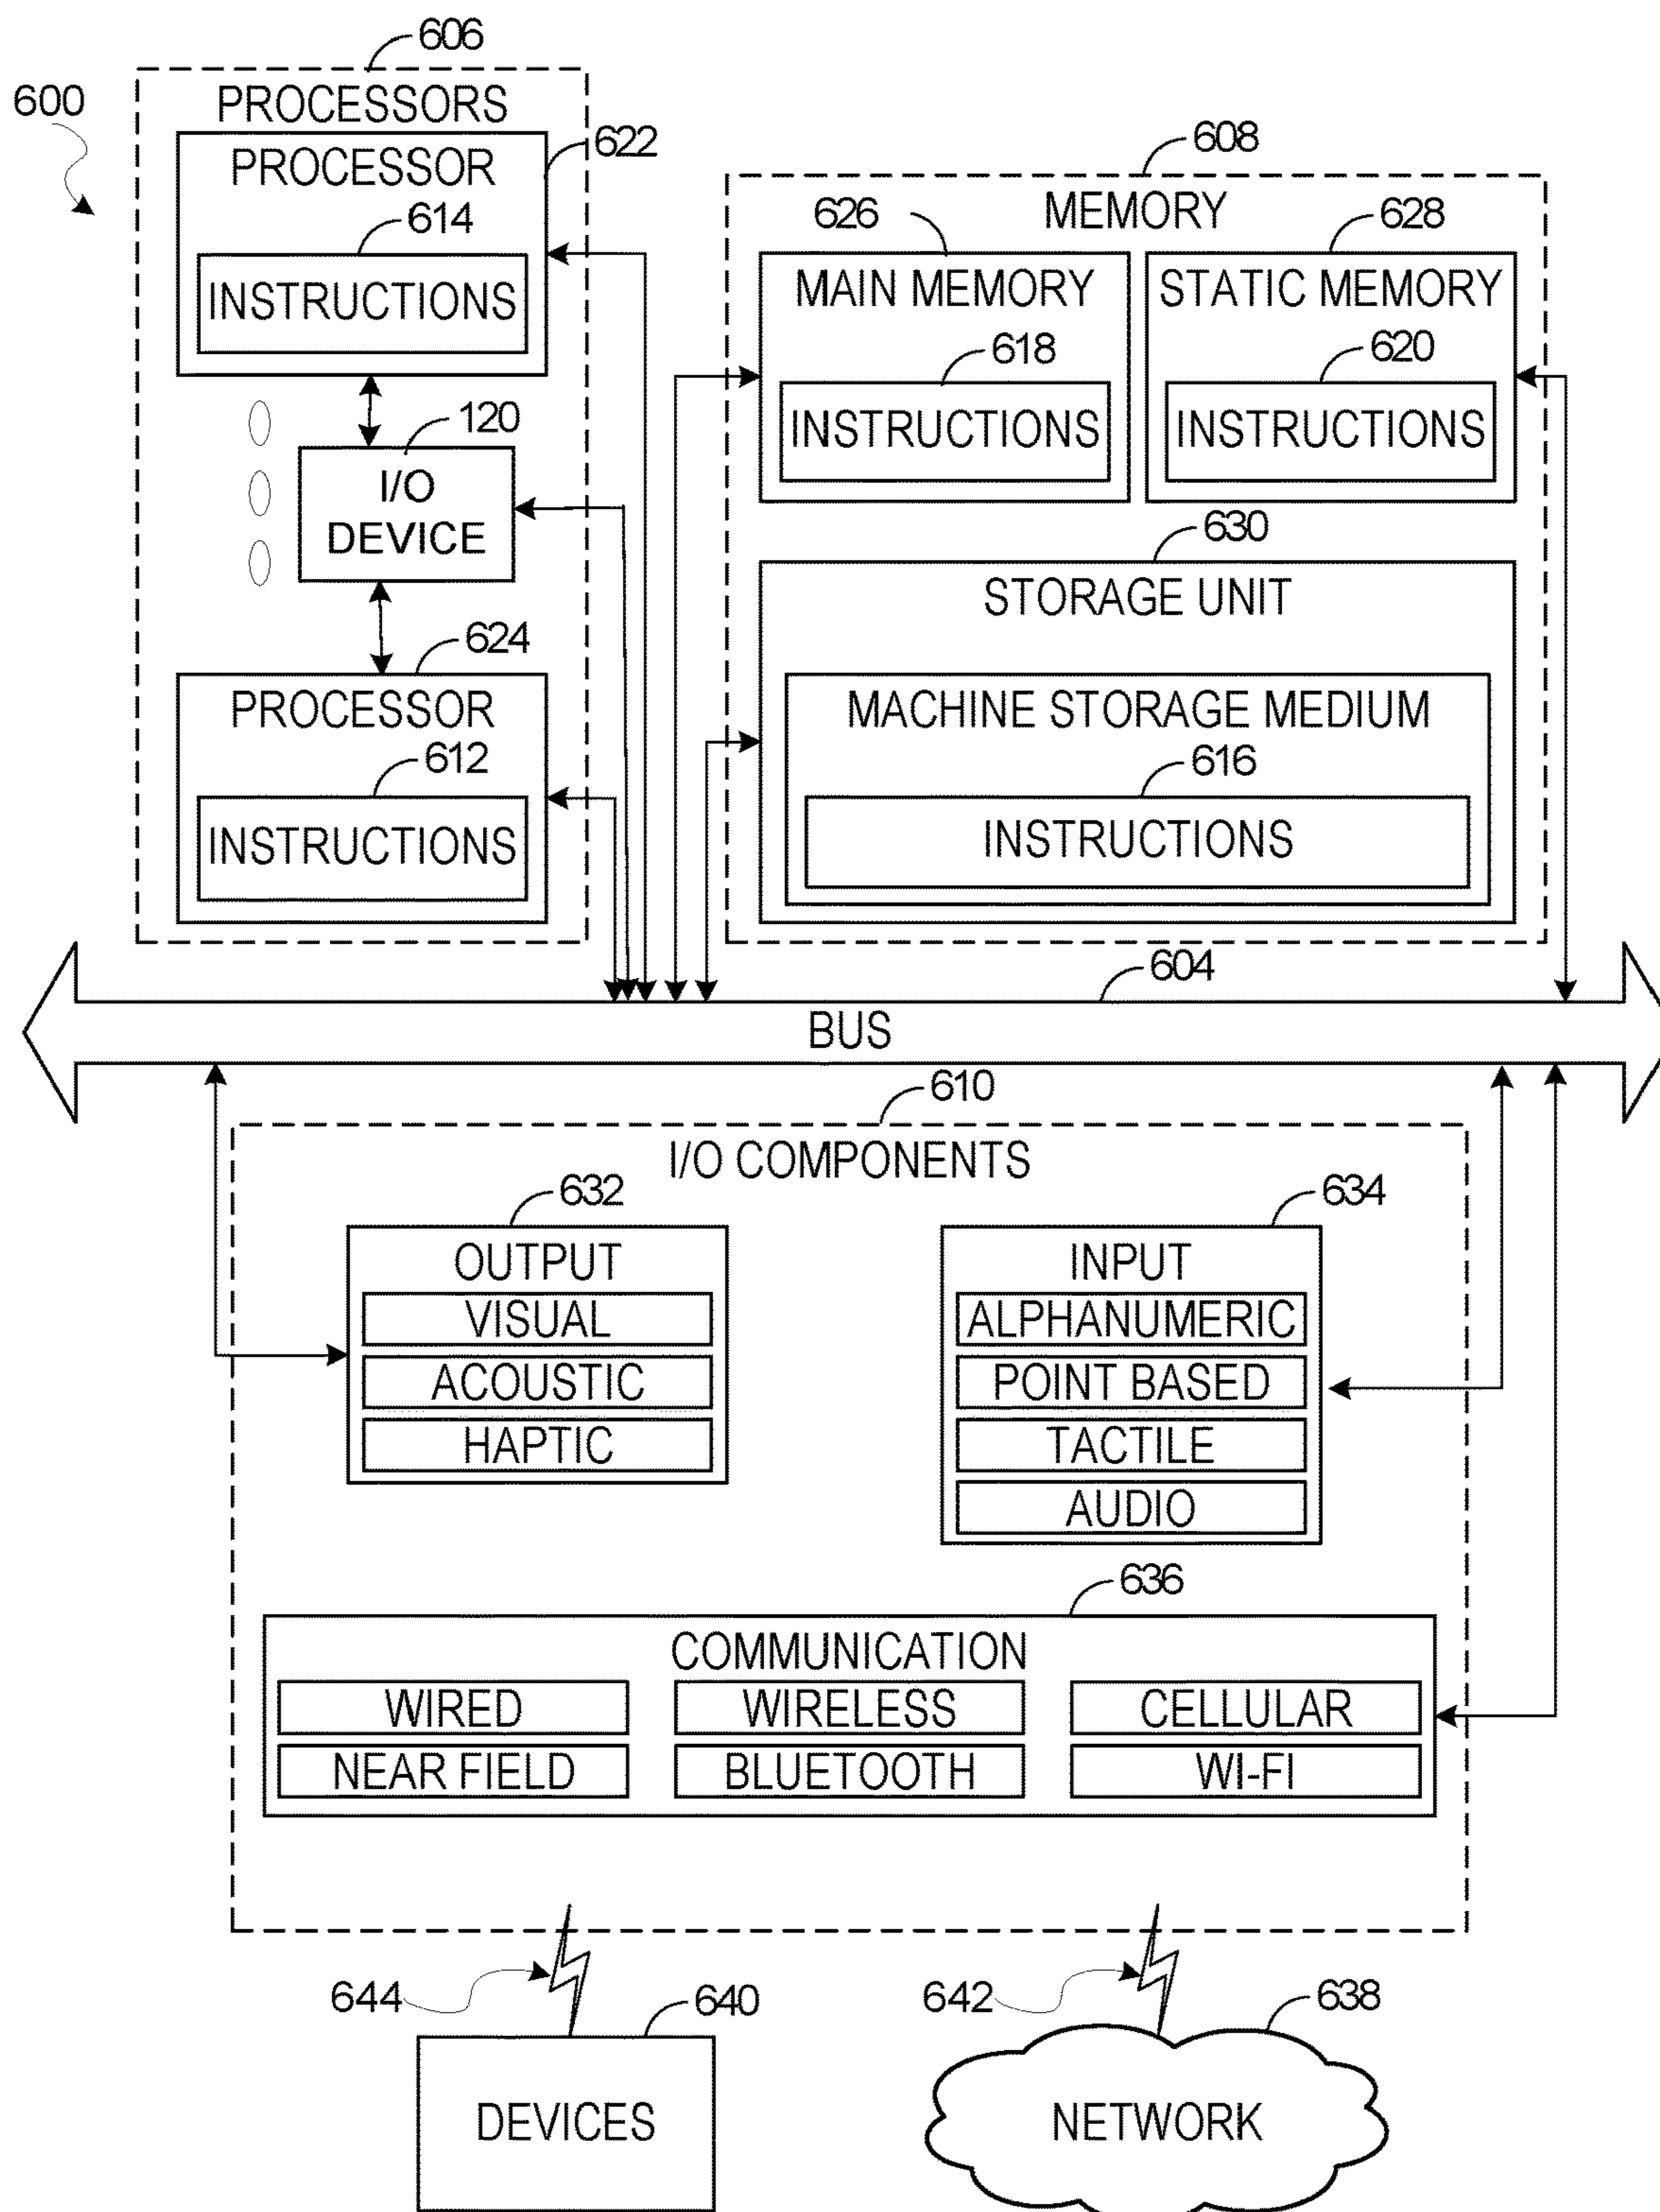 606
600
PROCESSORS
PROCESSOR
622
614
INSTRUCTIONS
120
I/O
DEVICE
624
PROCESSOR
612
INSTRUCTIONS
608
MEMORY
626
628
MAIN MEMORY
STATIC MEMORY
618
620
INSTRUCTIONS
INSTRUCTIONS
630
STORAGE UNIT
MACHINE STORAGE MEDIUM
616
INSTRUCTIONS
604
BUS
610
I/O COMPONENTS
632
OUTPUT
VISUAL
ACOUSTIC
HAPTIC
634
INPUT
ALPHANUMERIC
POINT BASED
TACTILE
AUDIO
636
COMMUNICATION
WIRED
WIRELESS
CELLULAR
NEAR FIELD
BLUETOOTH
WI-FI
644
640
642
638
DEVICES
NETWORK